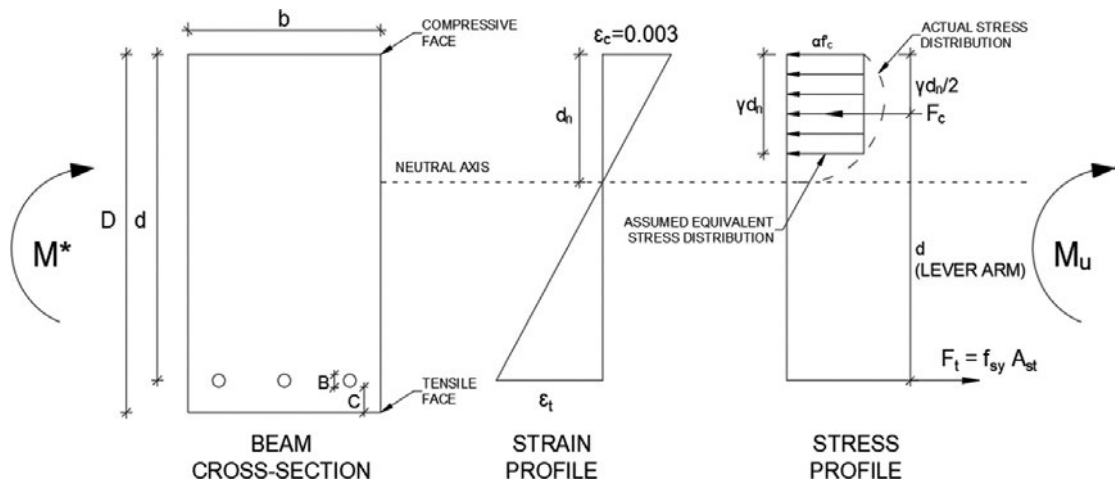 b
COMPRESSIVE
FACE
D
d
M*
B
C
TENSILE
FACE
BEAM
CROSS-SECTION
NEUTRAL AXIS
εc=0.003
dn
εt
STRAIN
PROFILE
ACTUAL STRESS
DISTRIBUTION
αf'c
γdn
γdn/2
Fc
ASSUMED EQUIVALENT
STRESS DISTRIBUTION
d
(LEVER ARM)
Mu
Ft = fsy Ast
STRESS
PROFILE